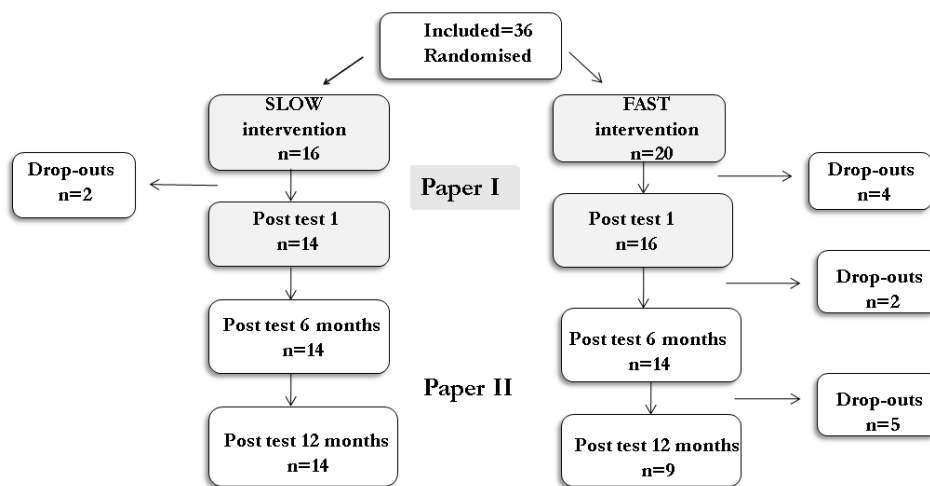 Included=36
Randomised
SLOW
intervention
n=16
FAST
intervention
n=20
Drop-outs
n=2
Paper I
Drop-outs
n=4
Post test 1
n=14
Post test 1
n=16
Drop-outs
n=2
Post test 6 months
n=14
Post test 6 months
n=14
Paper II
Drop-outs
n=5
Post test 12 months
n=14
Post test 12 months
n=9